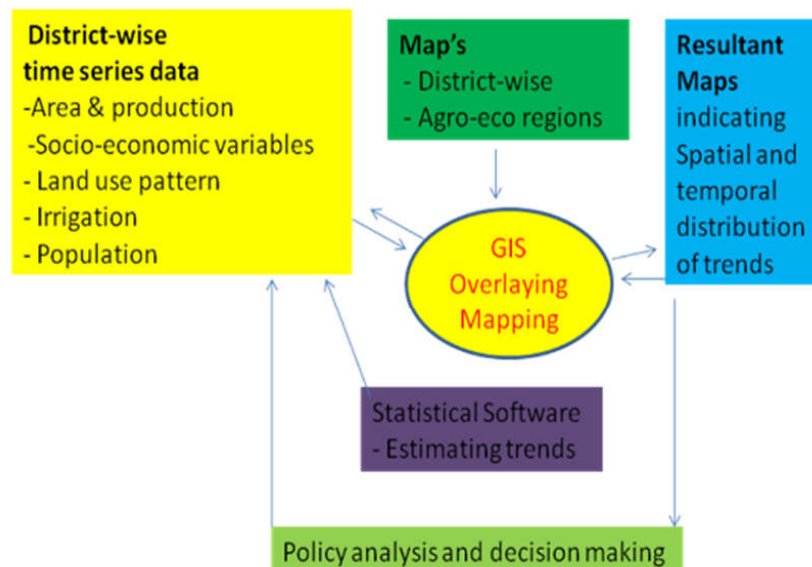 District-wise
time series data
-Area & production
-Socio-economic variables
- Land use pattern
- Irrigation
- Population
Map's
- District-wise
- Agro-eco regions
Resultant
Maps
indicating
Spatial and
temporal
distribution
of trends
GIS
Overlaying
Mapping
Statistical Software
- Estimating trends
Policy analysis and decision making